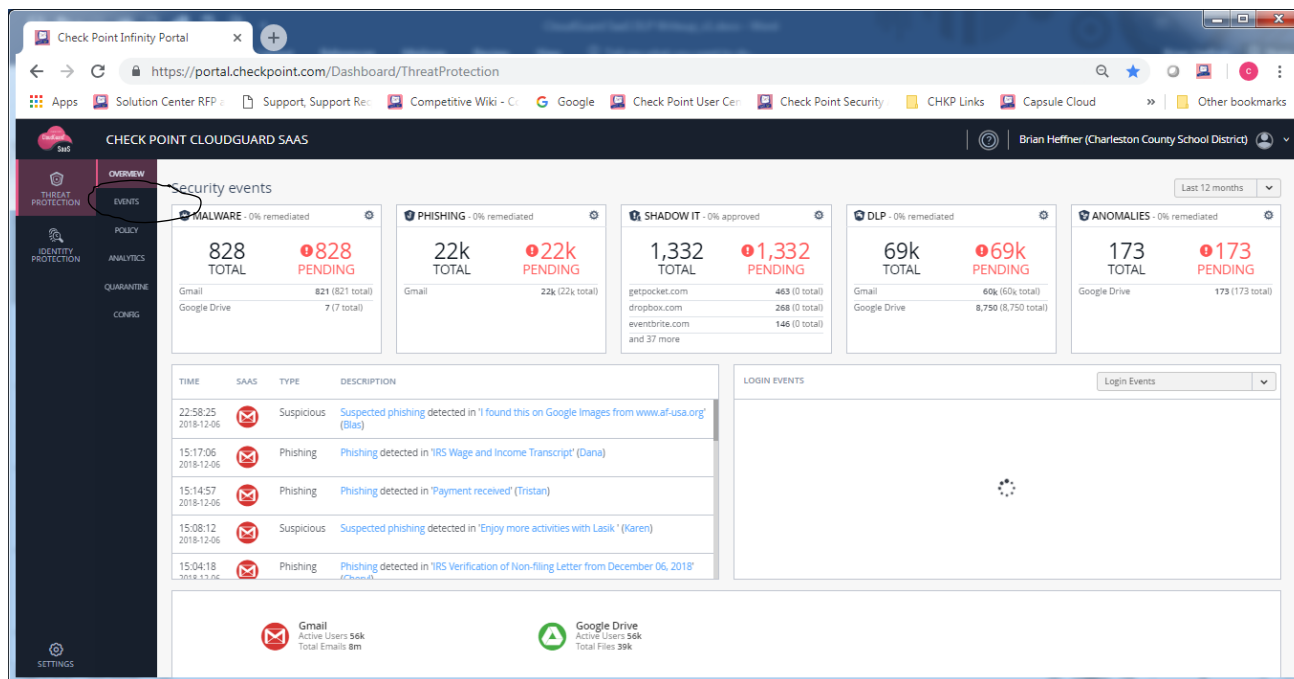 Check Point Infinity Portal
https://portal.checkpoint.com/Dashboard/ThreatProtection
Apps Solution Center RFP Support, Support Re Competitive Wiki - C Google Check Point User Cen Check Point Security CHKP Links Capsule Cloud » Other bookmarks
SaaS CHECK POINT CLOUDGUARD SAAS Brian Heffner (Charleston County School District)
THREAT PROTECTION
IDENTITY PROTECTION
SETTINGS
OVERVIEW
EVENTS
POLICY
ANALYTICS
QUARANTINE
CONFIG
Security events Last 12 months
MALWARE - 0% remediated
828 828
TOTAL PENDING
Gmail 821 (821 total)
Google Drive 7 (7 total)
PHISHING - 0% remediated
22k 22k
TOTAL PENDING
Gmail 22k (22k total)
SHADOW IT - 0% approved
1,332 1,332
TOTAL PENDING
getpocket.com 463 (0 total)
dropbox.com 268 (0 total)
eventbrite.com 146 (0 total)
and 37 more
DLP - 0% remediated
69k 69k
TOTAL PENDING
Gmail 60k (60k total)
Google Drive 8,750 (8,750 total)
ANOMALIES - 0% remediated
173 173
TOTAL PENDING
Google Drive 173 (173 total)
TIME SAAS TYPE DESCRIPTION
22:58:25 Suspicious Suspected phishing detected in 'I found this on Google Images from www.af-usa.org'
2018-12-06 (Blas)
15:17:06 Phishing Phishing detected in 'IRS Wage and Income Transcript' (Dana)
2018-12-06
15:14:57 Phishing Phishing detected in 'Payment received' (Tristan)
2018-12-06
15:08:12 Suspicious Suspected phishing detected in 'Enjoy more activities with Lasik ' (Karen)
2018-12-06
15:04:18 Phishing Phishing detected in 'IRS Verification of Non-filing Letter from December 06, 2018'
2018-12-06 (Cheryl)
LOGIN EVENTS Login Events
Gmail
Active Users 56k
Total Emails 8m
Google Drive
Active Users 56k
Total Files 39k